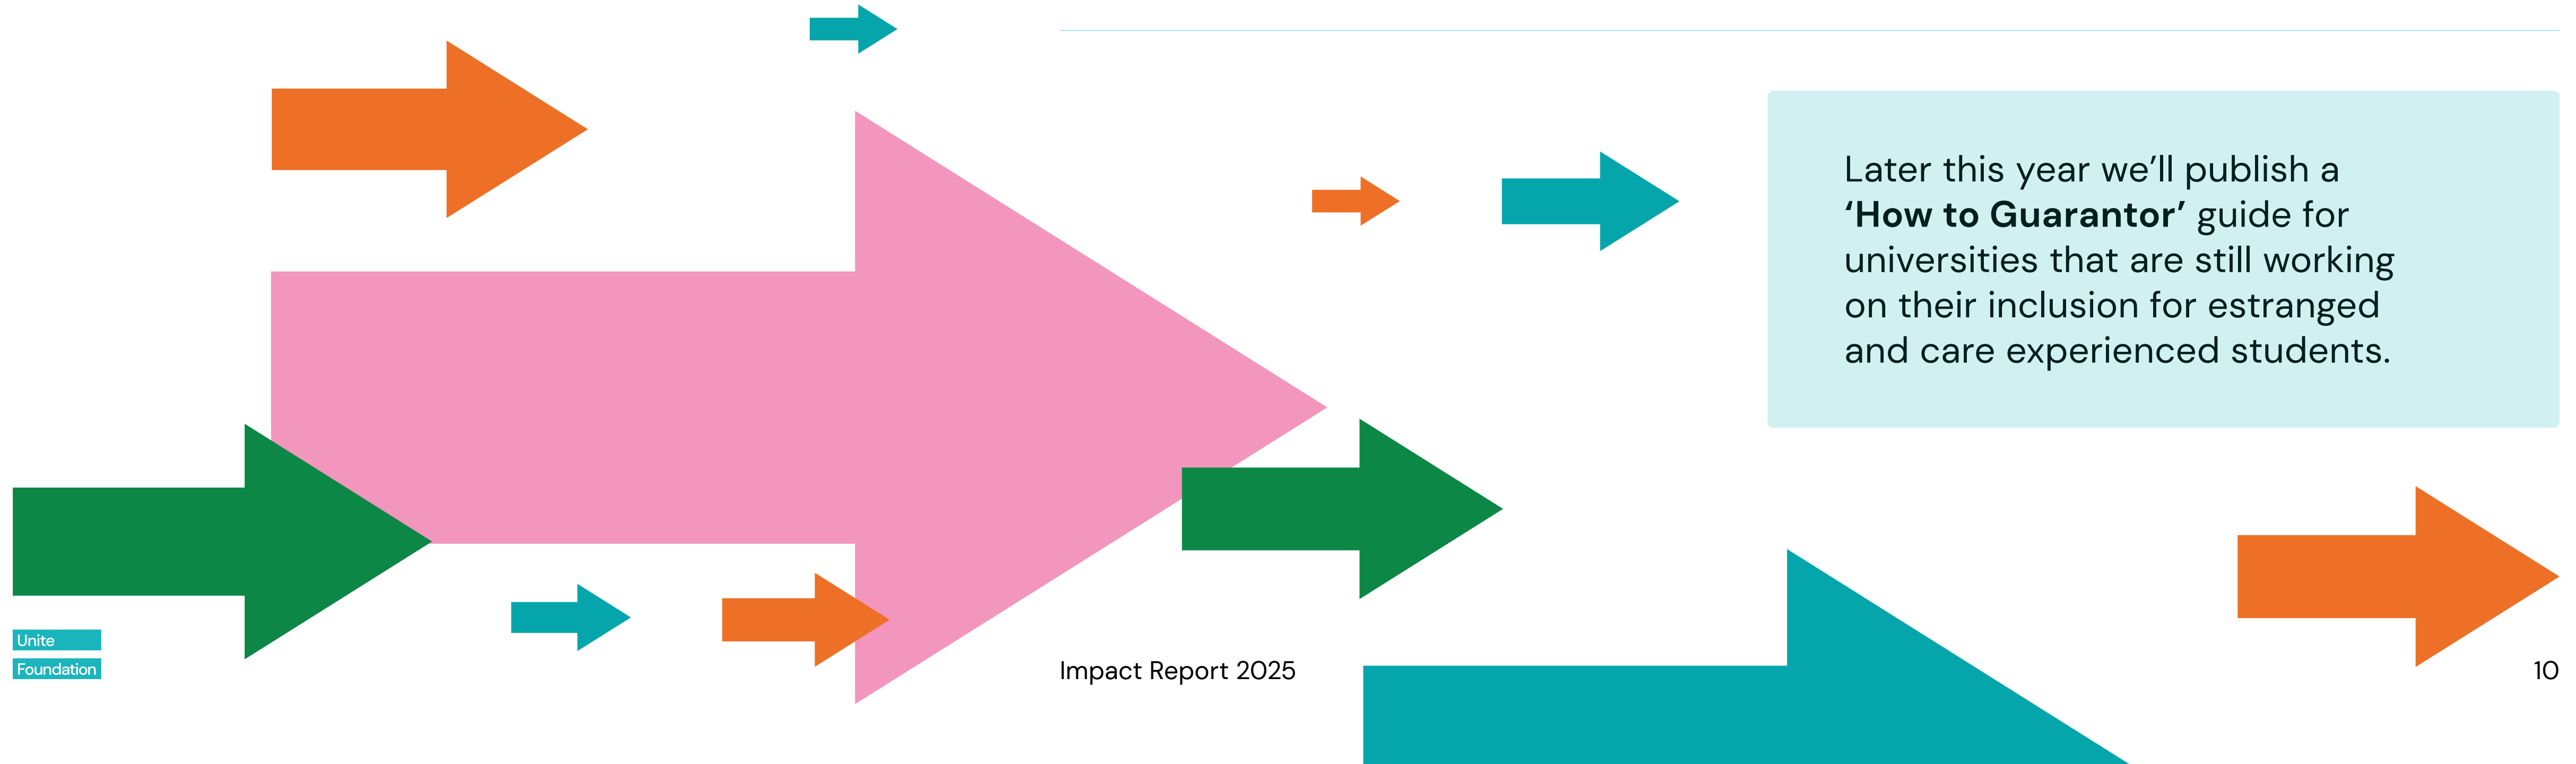 Later this year we’ll publish a
‘How to Guarantor’ guide for
universities that are still working
on their inclusion for estranged
and care experienced students.
Unite
Foundation
Impact Report 2025
10